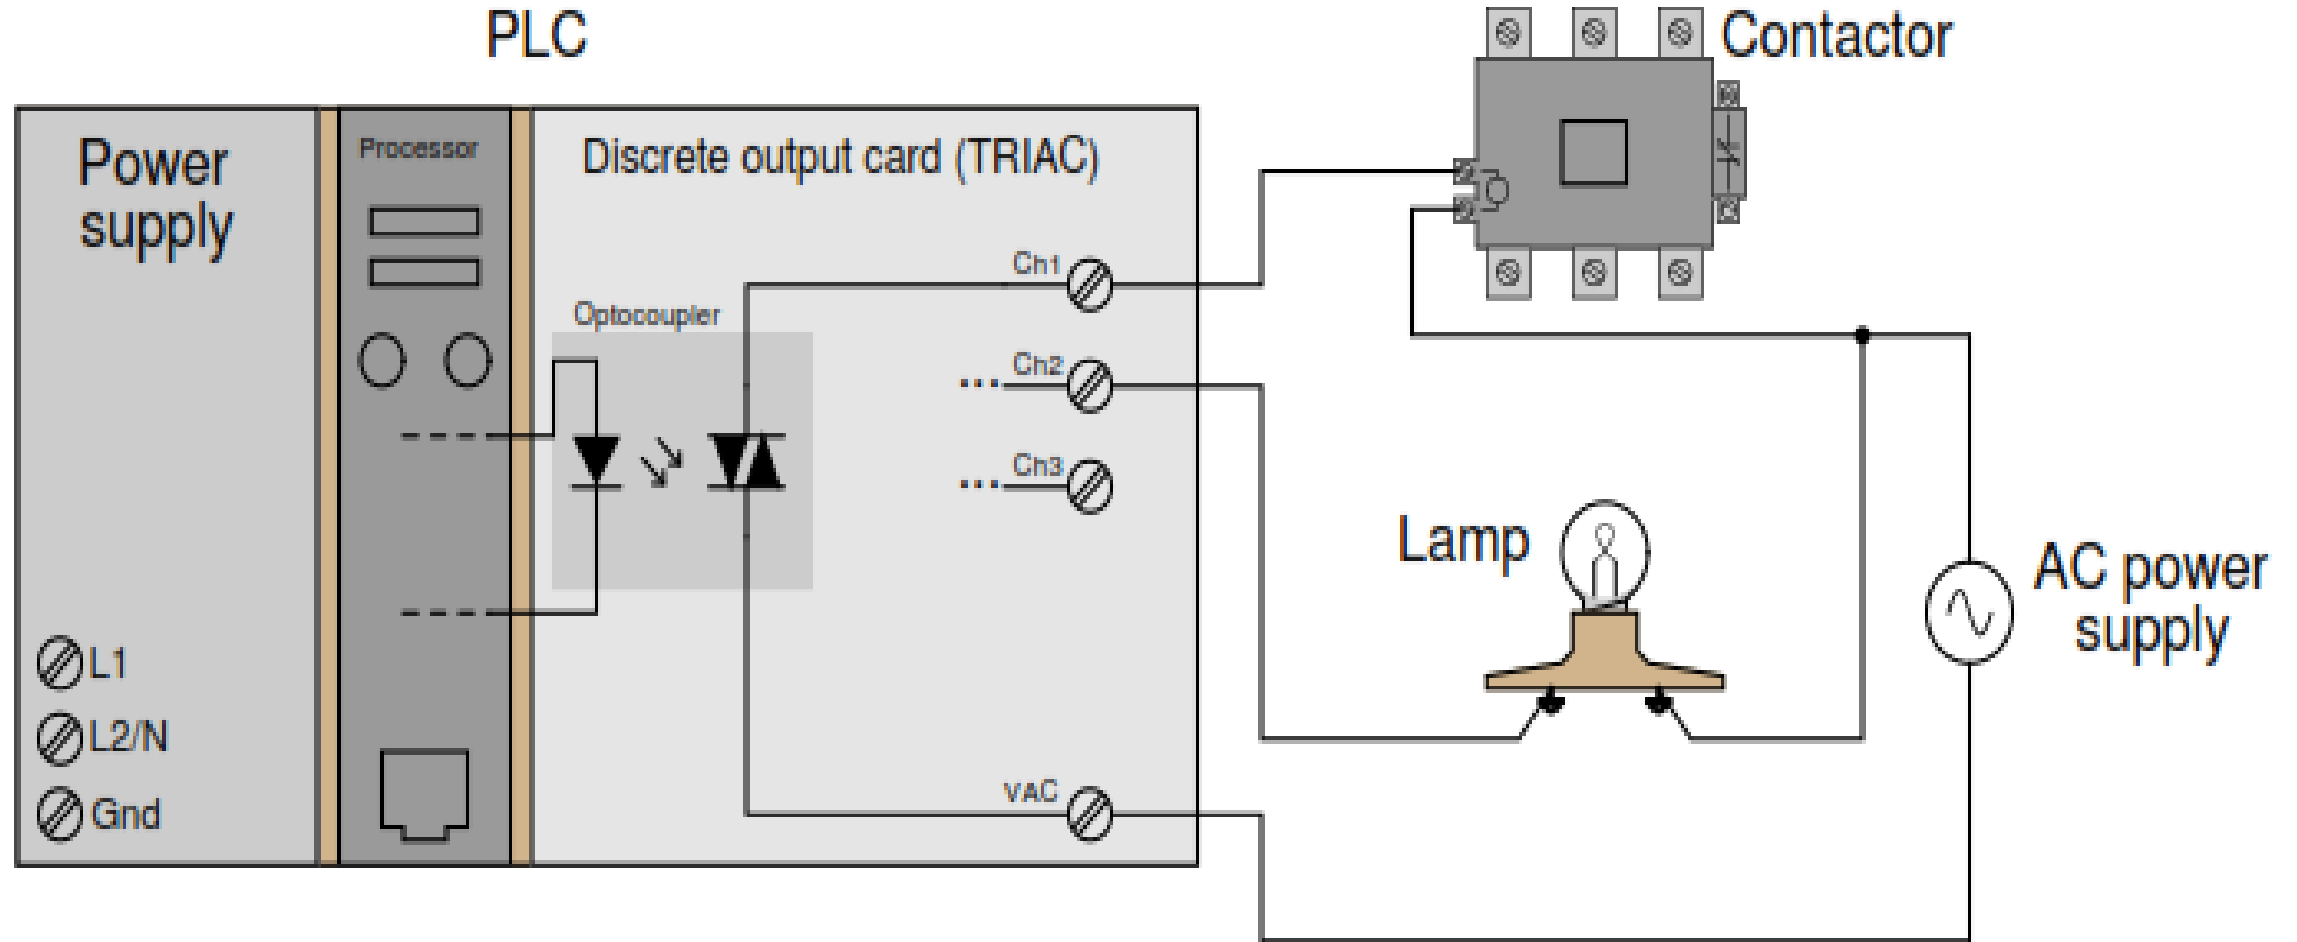 PLC
Contactor
Power
supply
Processor
Discrete output card (TRIAC)
Ch1
Optocoupler
Ch2
Ch3
Lamp
AC power
supply
L1
L2/N
Gnd
VAC